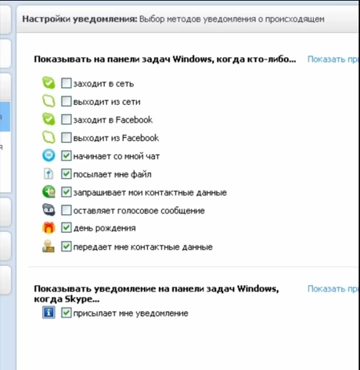 Настройки уведомления: Выбор методов уведомления о происходящем
Показывать на панели задач Windows, когда кто-либо... Показать пр
заходит в сеть
выходит из сети
заходит в Facebook
выходит из Facebook
начинает со мной чат
посылает мне файл
запрашивает мои контактные данные
оставляет голосовое сообщение
день рождения
передает мне контактные данные
Показывать уведомление на панели задач Windows, Показать пр
когда Skype...
присылает мне уведомление